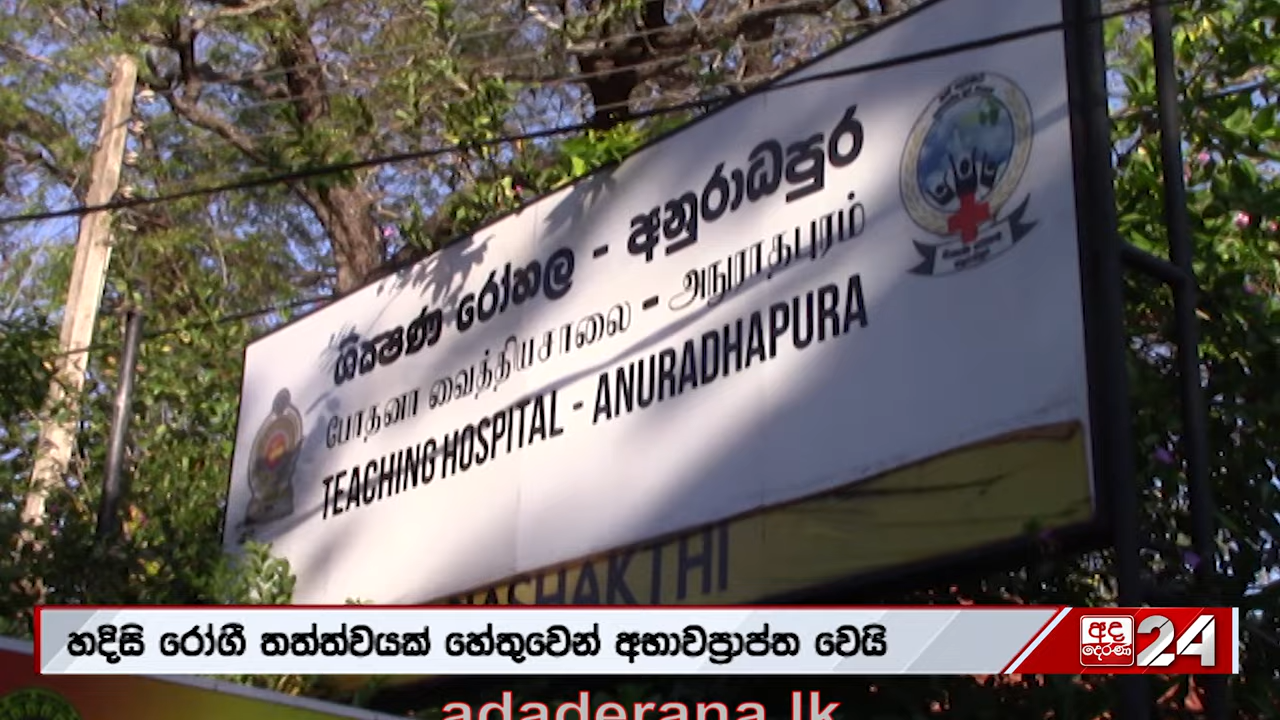 ශික්ෂණ රෝහල - අනුරාධපුර
போதனா வைத்தியசாலை - அநுராதபுரம்
TEACHING HOSPITAL - ANURADHAPURA
හදිසි රෝගී තත්ත්වයක් හේතුවෙන් අභාවප්‍රාප්ත වෙයි
අද දෙරණ 24
adaderana.lk